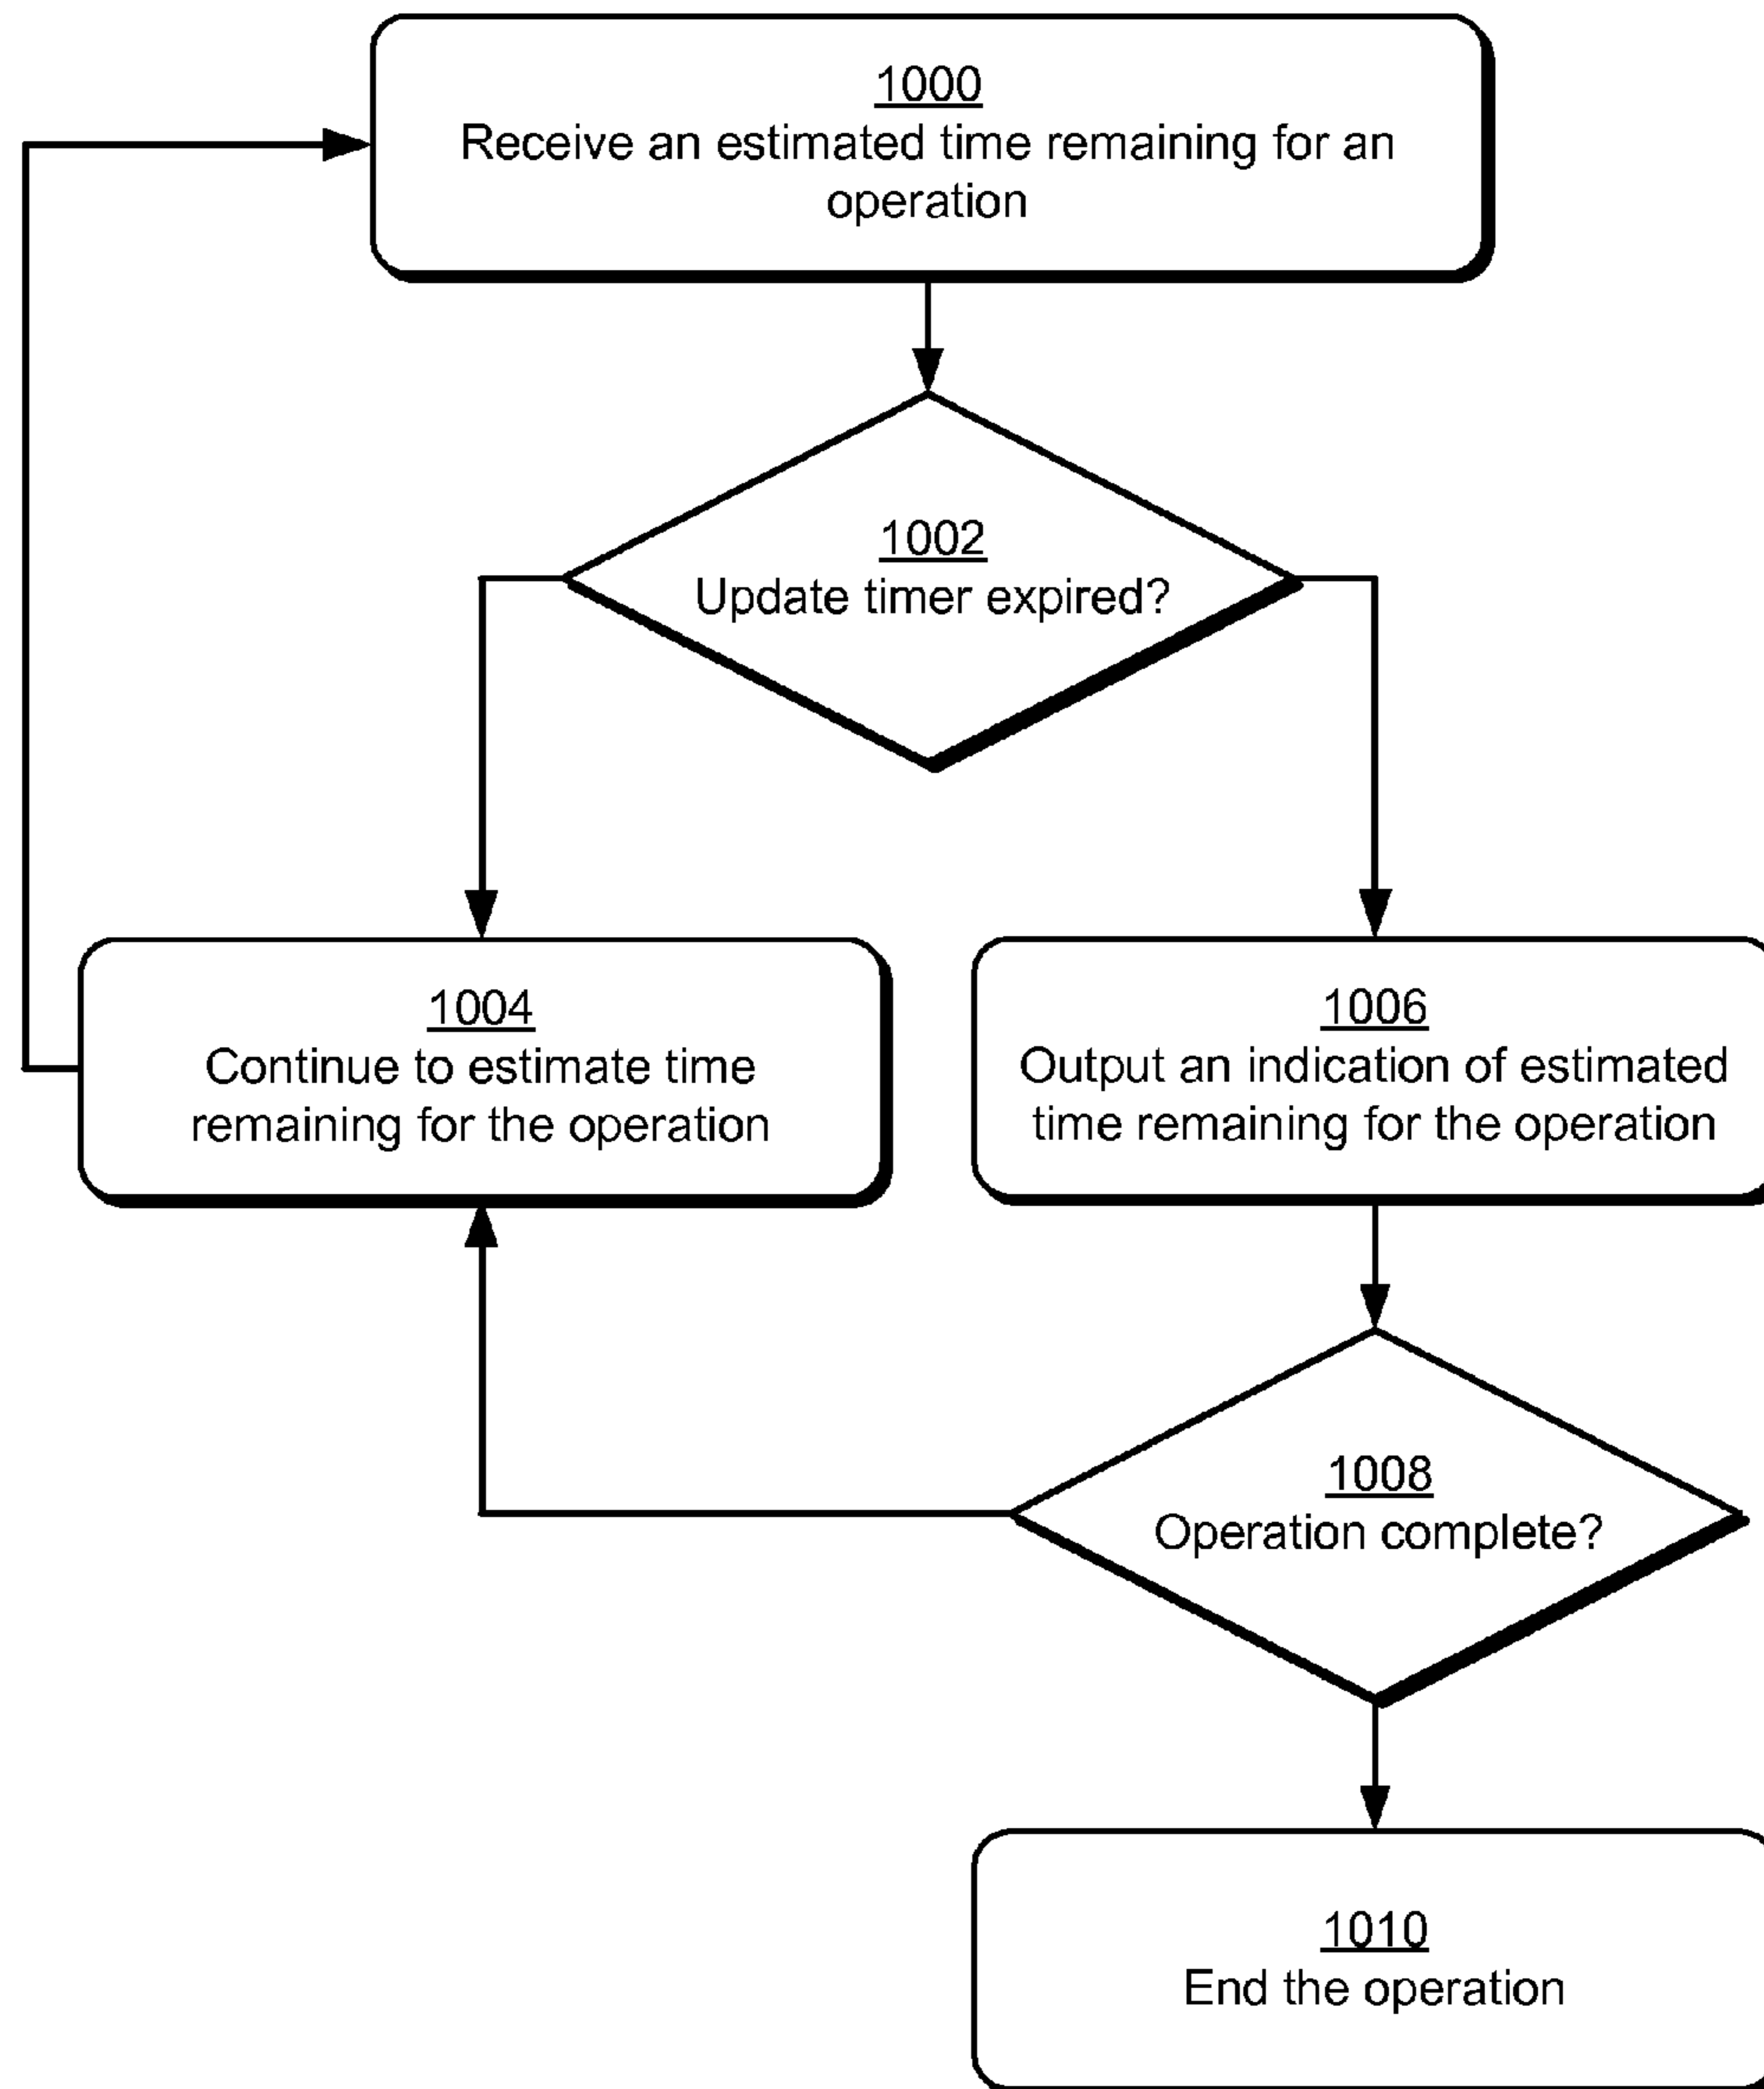 1000
Receive an estimated time remaining for an
operation
1002
Update timer expired?
1004
Continue to estimate time
remaining for the operation
1006
Output an indication of estimated
time remaining for the operation
1008
Operation complete?
1010
End the operation